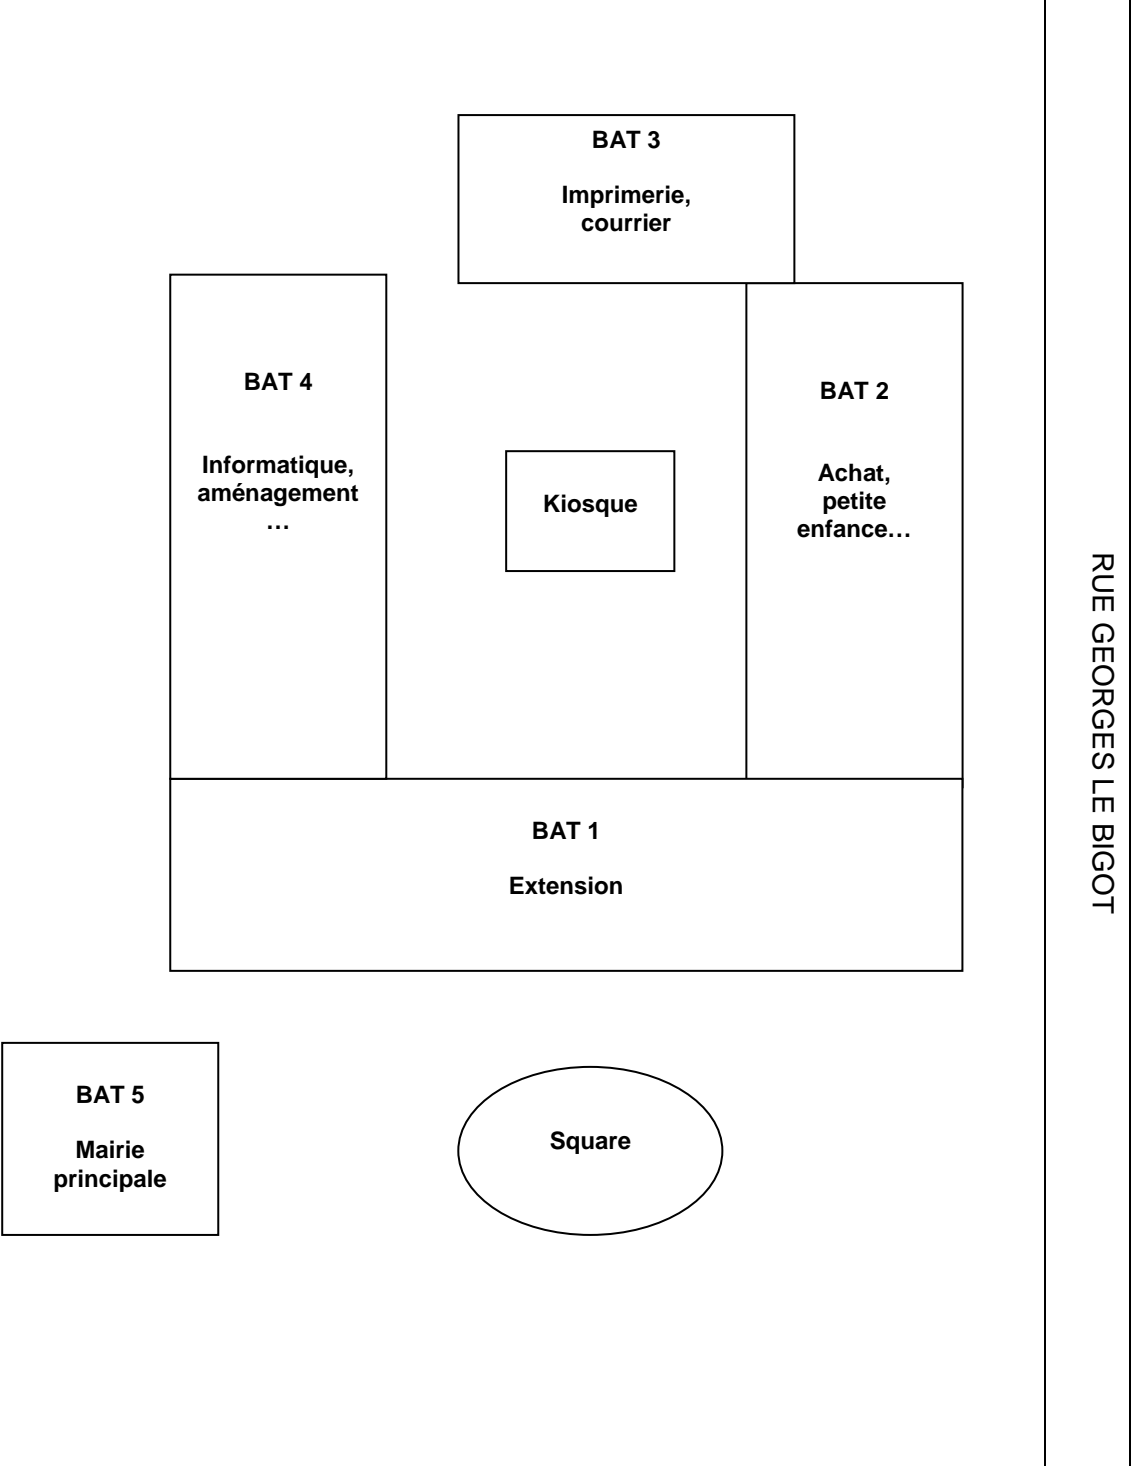 BAT 3
Imprimerie,
courrier
BAT 4
Informatique,
aménagement
…
BAT 2
Achat,
petite
enfance…
Kiosque
RUE GEORGES LE BIGOT
BAT 1
Extension
BAT 5
Mairie
principale
Square